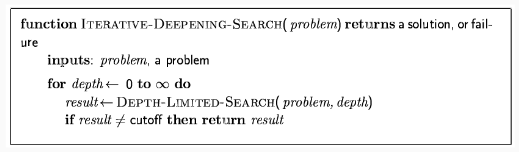 function ITERATIVE-DEEPENING-SEARCH( problem) returns a solution, or fail-
ure
inputs: problem, a problem
for depth ← 0 to ∞ do
result ← DEPTH-LIMITED-SEARCH( problem, depth)
if result ≠ cutoff then return result